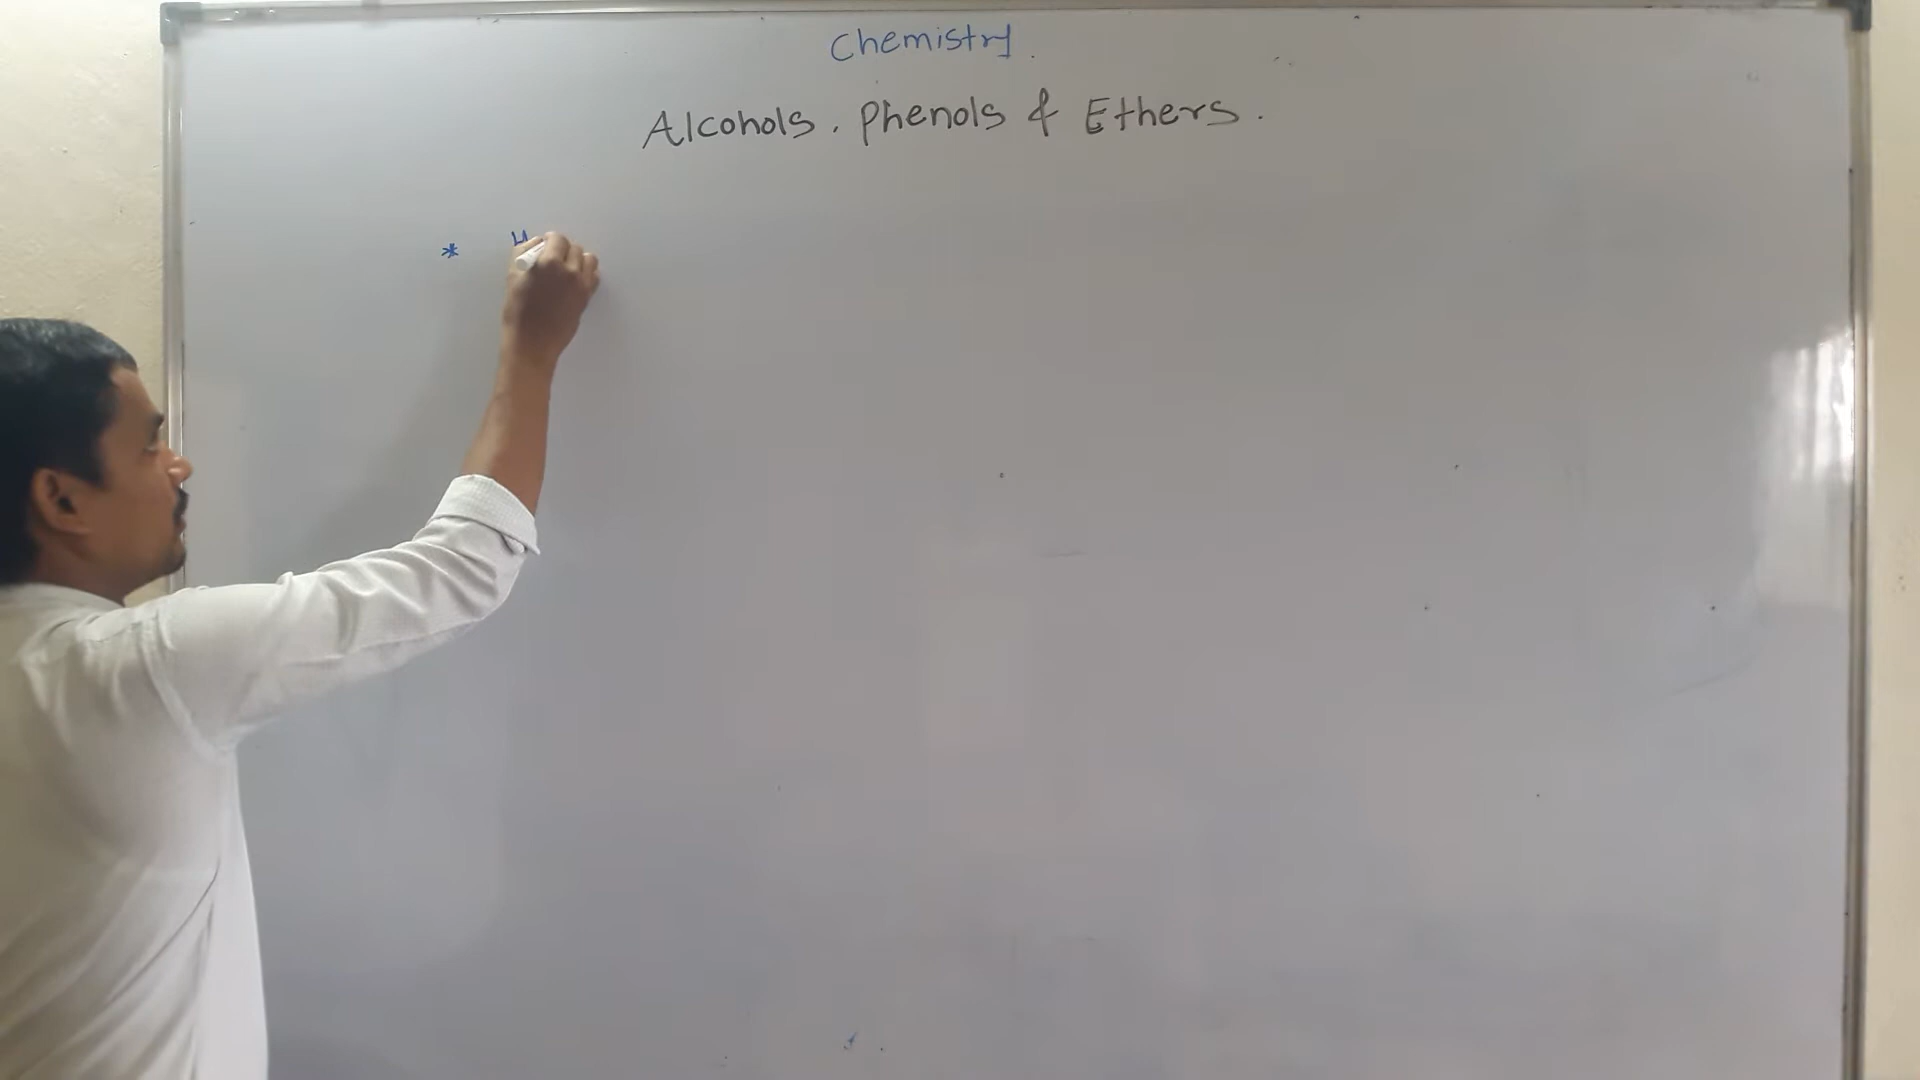 Chemistry.
Alcohols, Phenols & Ethers.
* H